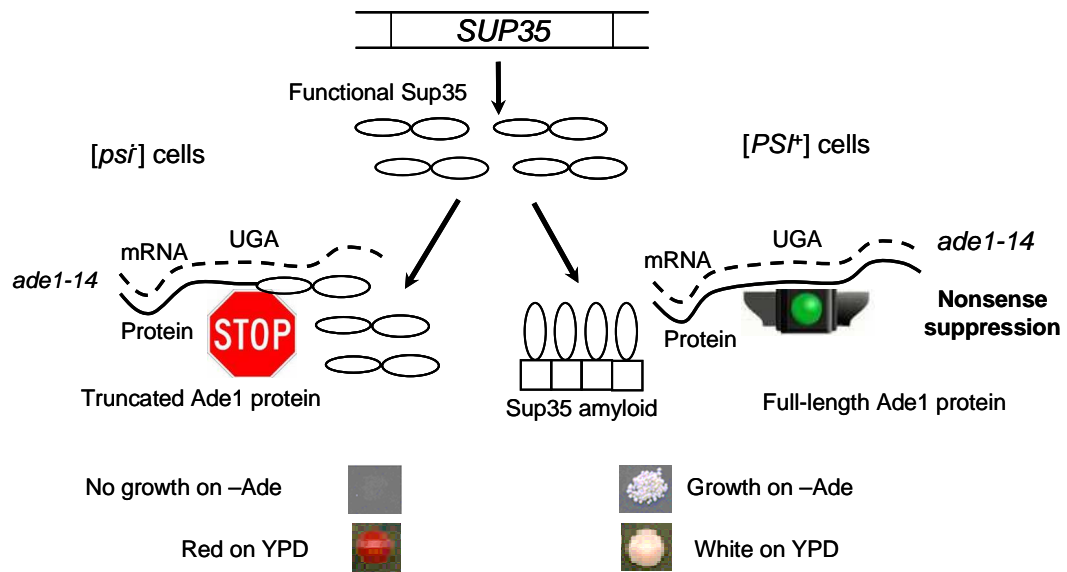 SUP35
Functional Sup35
[psi-] cells
[PSI+] cells
mRNA
UGA
ade1-14
Protein
STOP
Truncated Ade1 protein
Sup35 amyloid
mRNA
UGA
ade1-14
Protein
Nonsense
suppression
Full-length Ade1 protein
No growth on –Ade
Growth on –Ade
Red on YPD
White on YPD